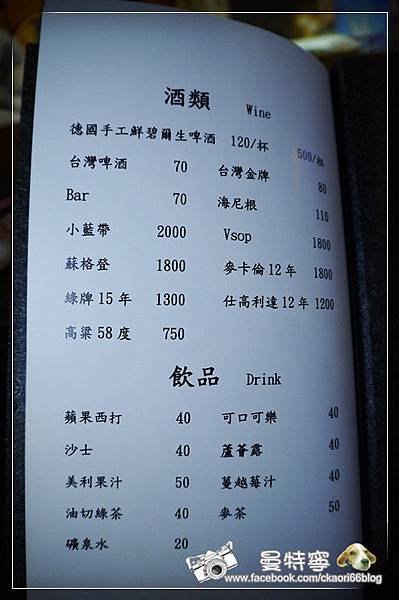 酒類 Wine
德國手工鮮碧爾生啤酒 120/杯 500/桶
台灣啤酒 70 台灣金牌 80
Bar 70 海尼根 110
小藍帶 2000 Vsop 1800
蘇格登 1800 麥卡倫12年 1800
綠牌15年 1300 仕高利達12年 1200
高粱58度 750
飲品 Drink
蘋果西打 40 可口可樂 40
沙士 40 蘆薈露 40
美利果汁 50 蔓越莓汁 40
油切綠茶 40 麥茶 50
礦泉水 20
曼特寧
www.facebook.com/ckaori66blog